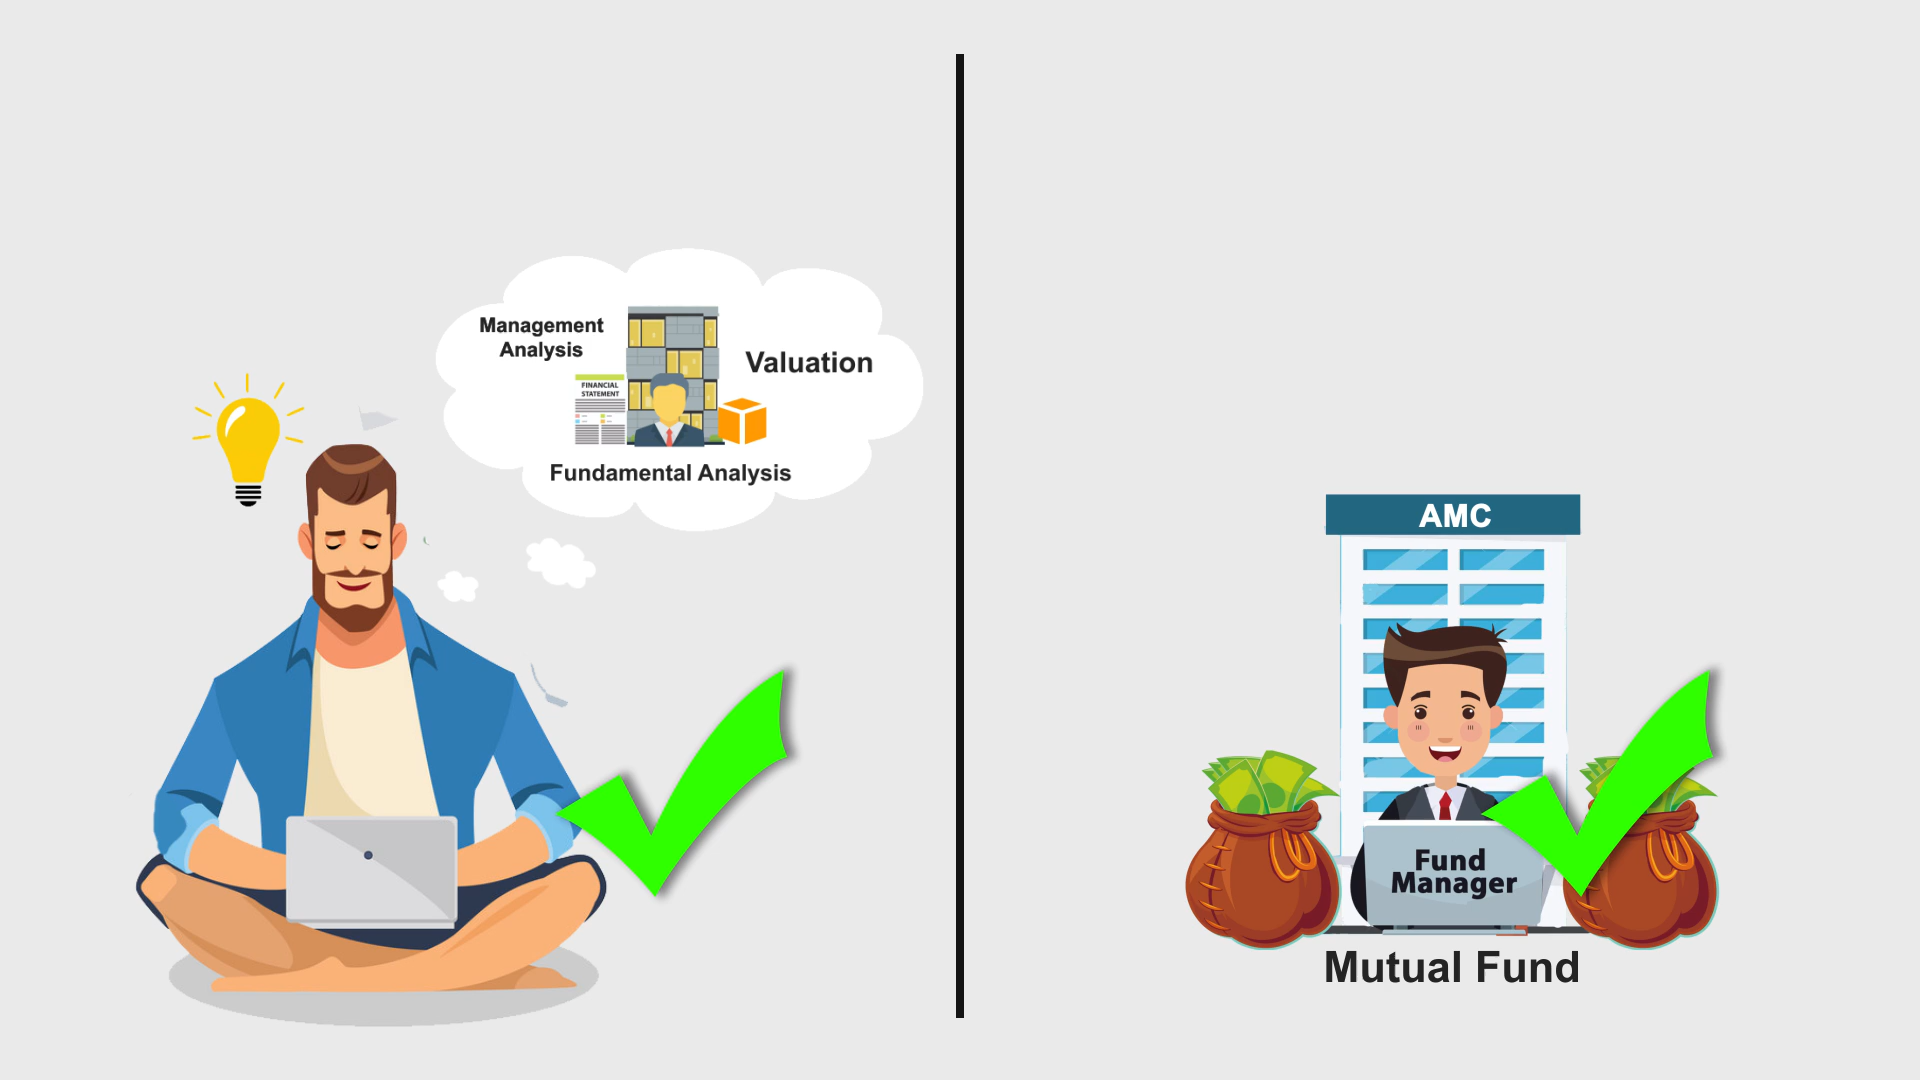 Management
Analysis
Valuation
FINANCIAL
STATEMENT
Fundamental Analysis
AMC
Fund
Manager
Mutual Fund